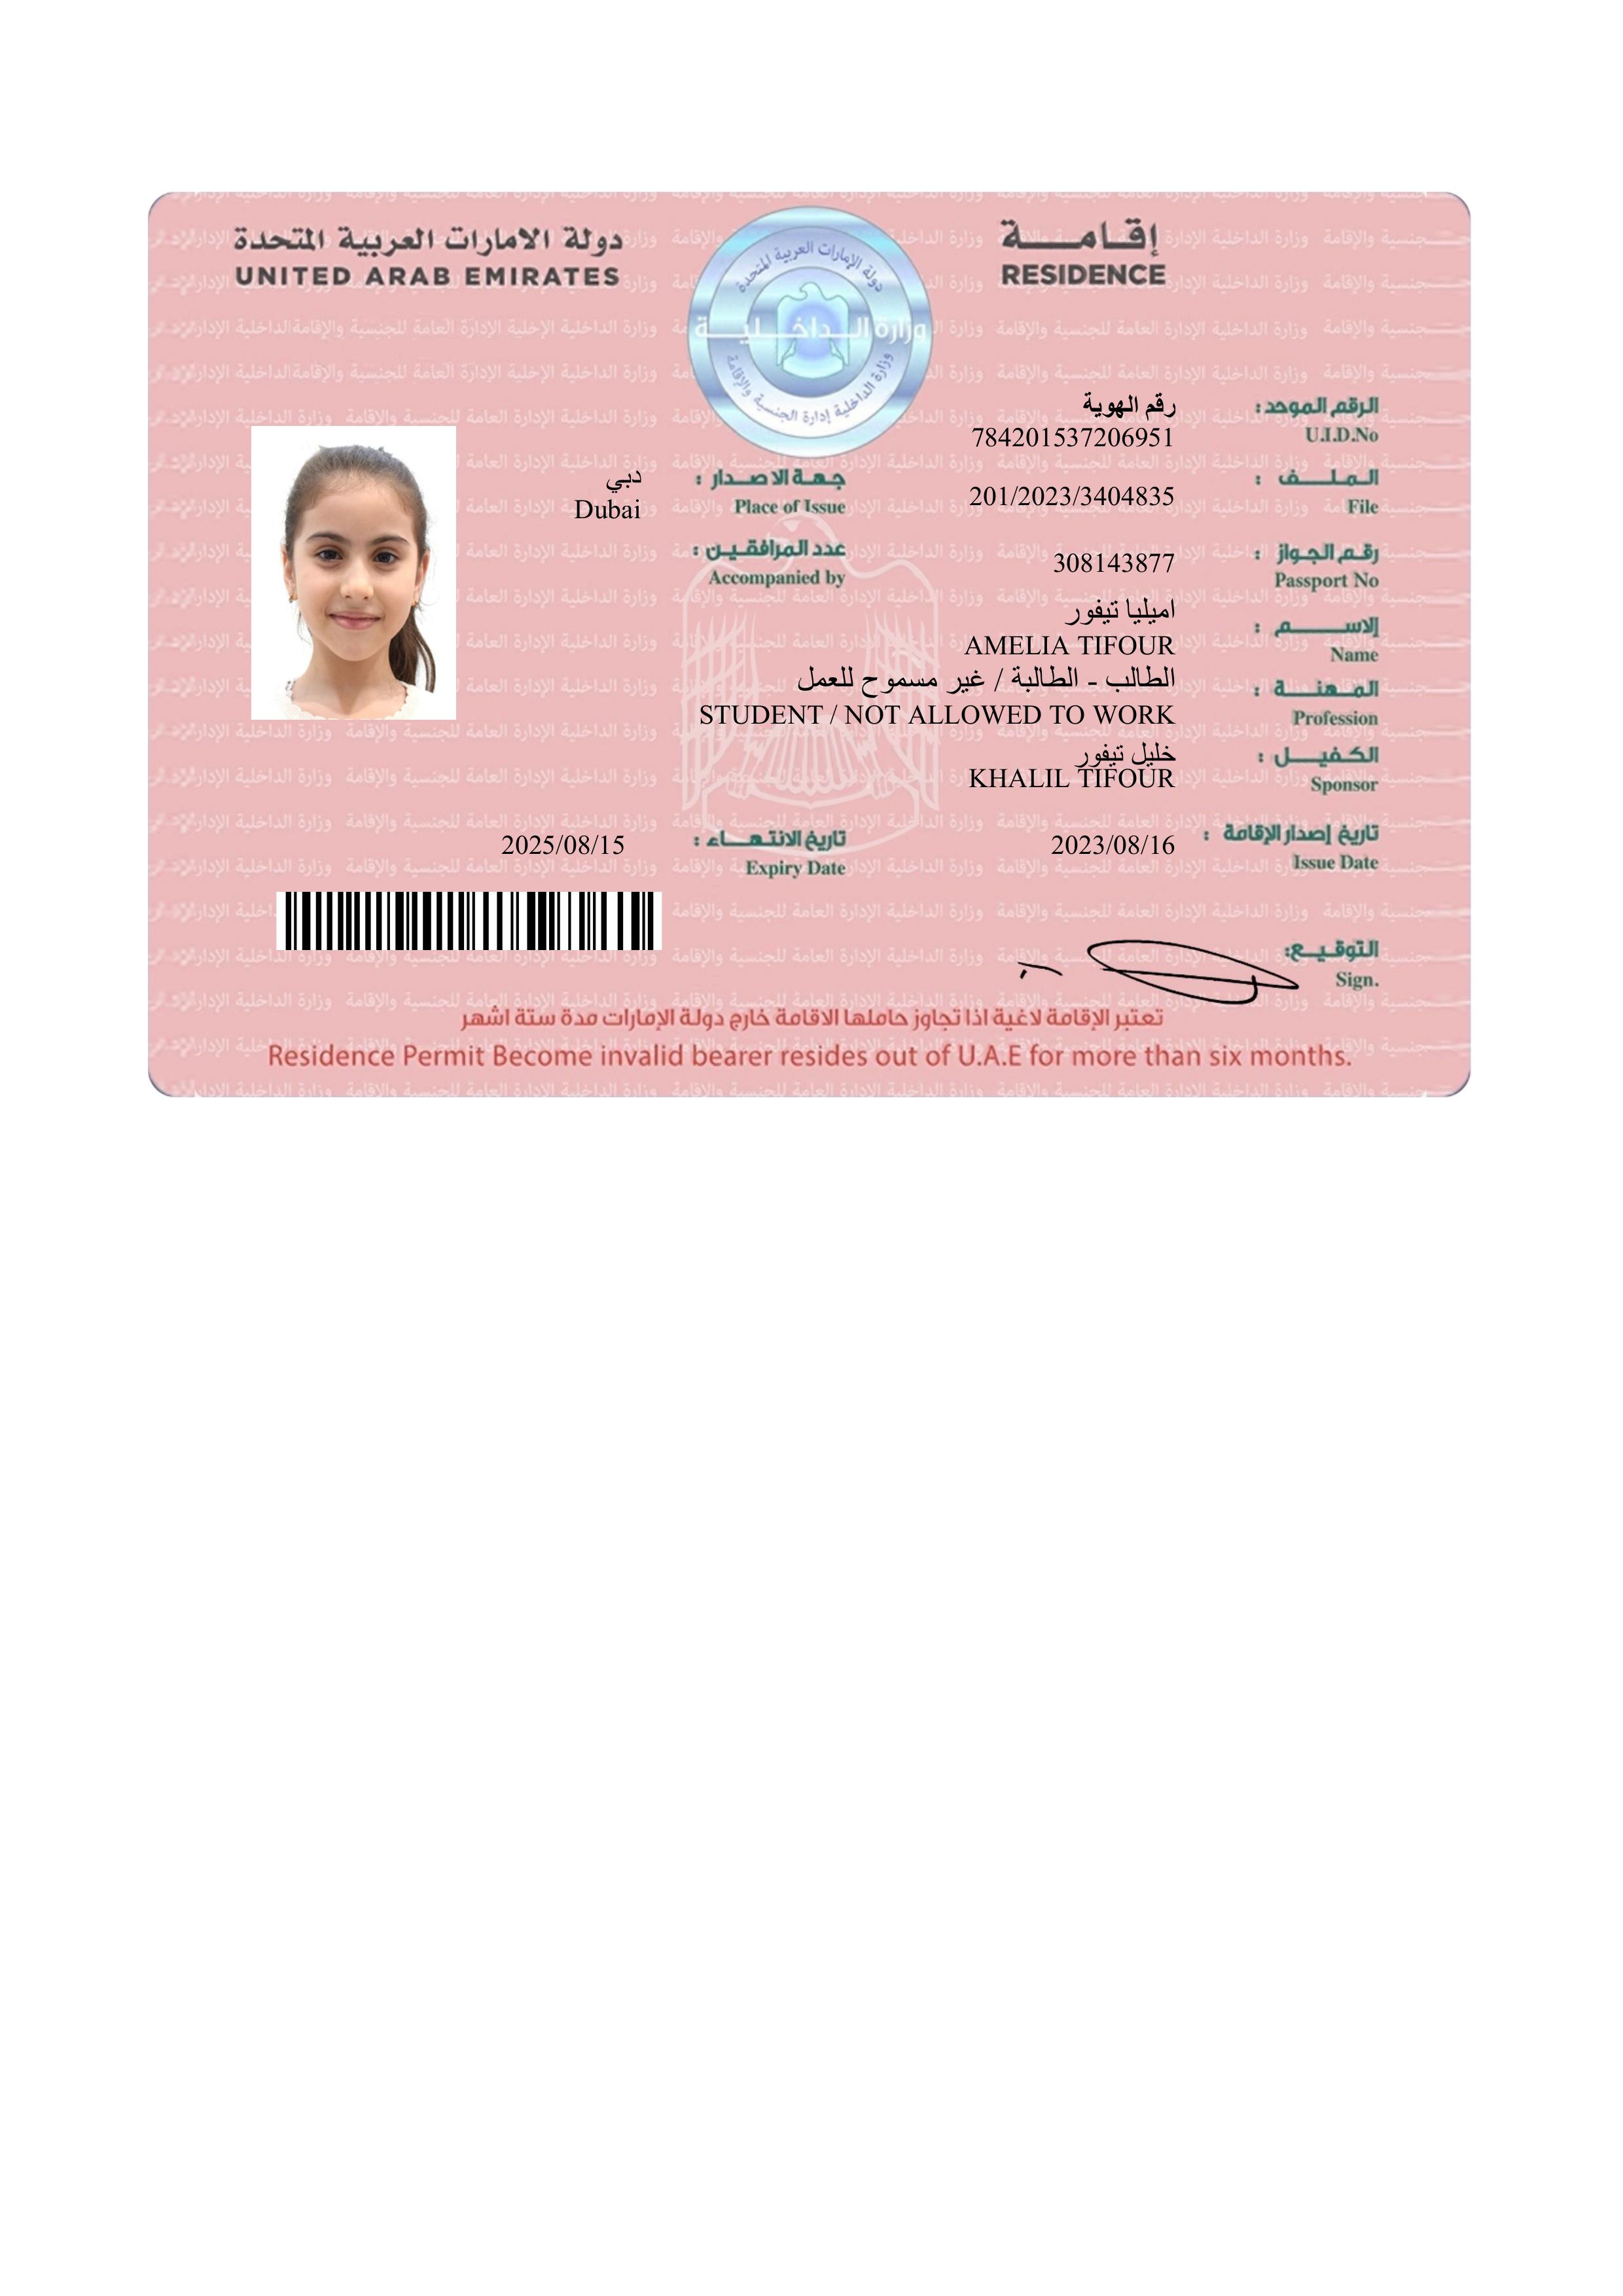 دولة الامارات العربية المتحدة
UNITED ARAB EMIRATES
إقامة
RESIDENCE
دولة الإمارات العربية المتحدة
وزارة الداخلية
وزارة الداخلية إدارة الجنسية والإقامة
الرقم الموحد: رقم الهوية
U.I.D.No 784201537206951
الملف :
File 201/2023/3404835
جهة الاصدار : دبي
Place of Issue Dubai
رقم الجواز :
Passport No 308143877
عدد المرافقين :
Accompanied by
الاسم : اميليا تيفور
Name AMELIA TIFOUR
المهنة : الطالب - الطالبة / غير مسموح للعمل
Profession STUDENT / NOT ALLOWED TO WORK
الكفيل : خليل تيفور
Sponsor KHALIL TIFOUR
تاريخ إصدار الإقامة : 2023/08/16
Issue Date
تاريخ الانتهاء : 2025/08/15
Expiry Date
التوقيع:
Sign.
تعتبر الإقامة لاغية اذا تجاوز حاملها الاقامة خارج دولة الإمارات مدة ستة اشهر
Residence Permit Become invalid bearer resides out of U.A.E for more than six months.